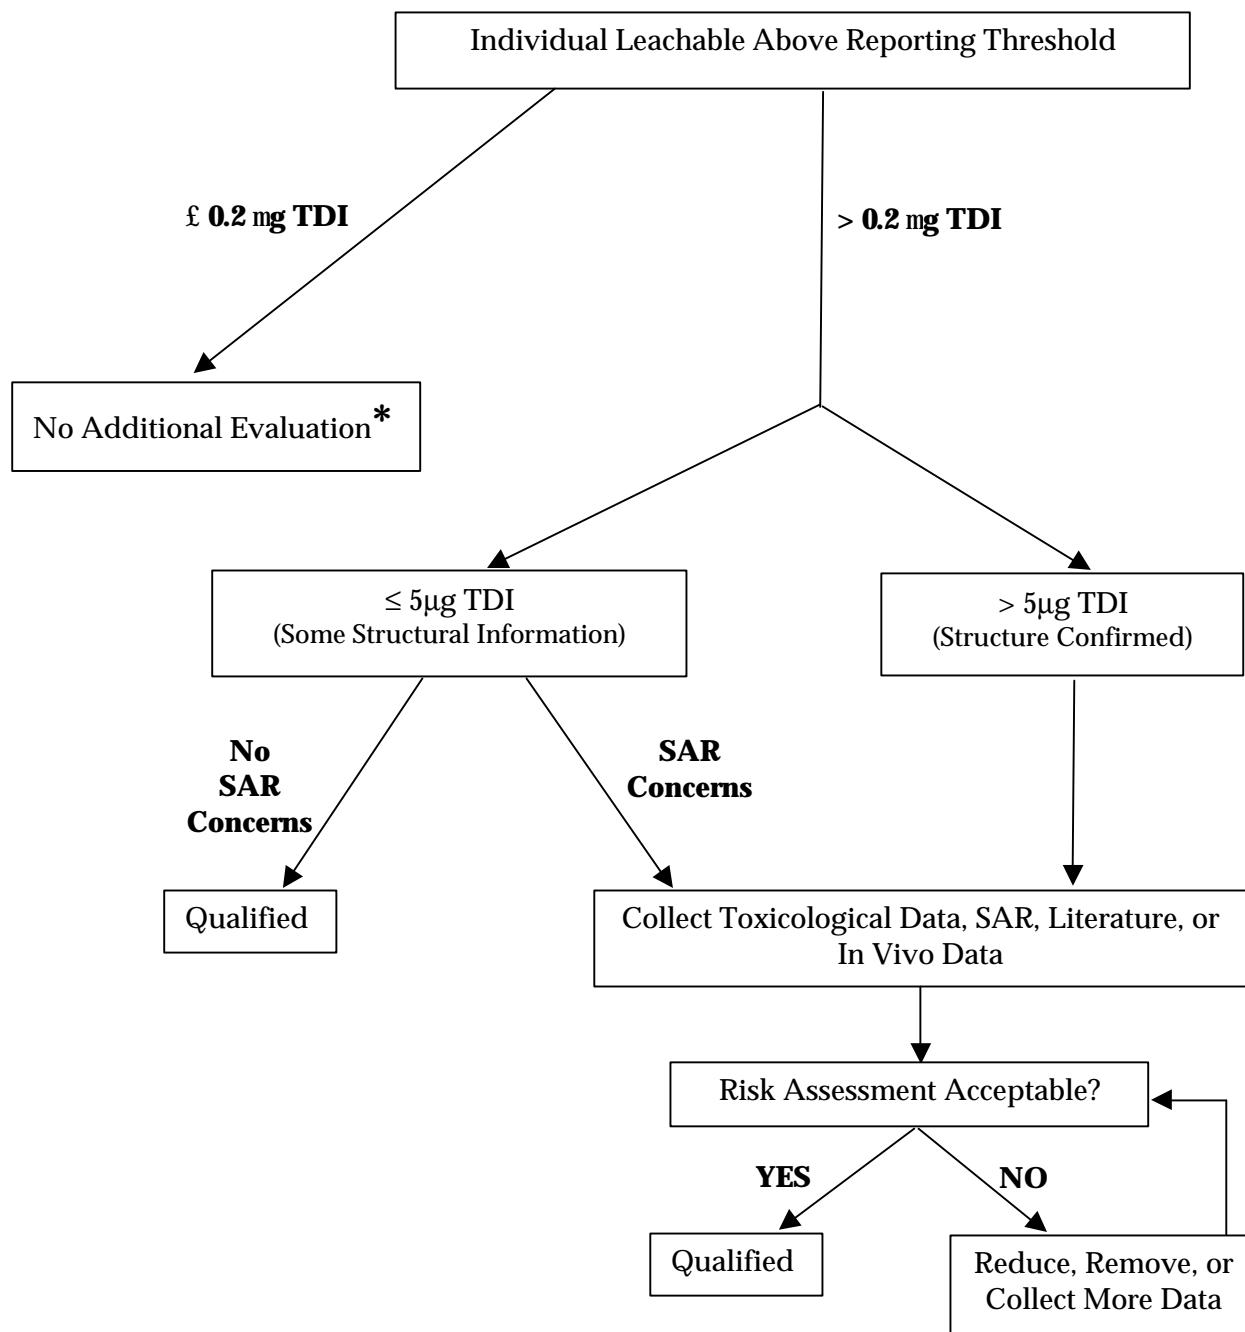 Individual Leachable Above Reporting Threshold
£ 0.2 mg TDI
> 0.2 mg TDI
No Additional Evaluation*
≤ 5µg TDI
(Some Structural Information)
> 5µg TDI
(Structure Confirmed)
No
SAR
Concerns
SAR
Concerns
Qualified
Collect Toxicological Data, SAR, Literature, or
In Vivo Data
Risk Assessment Acceptable?
YES
NO
Qualified
Reduce, Remove, or
Collect More Data